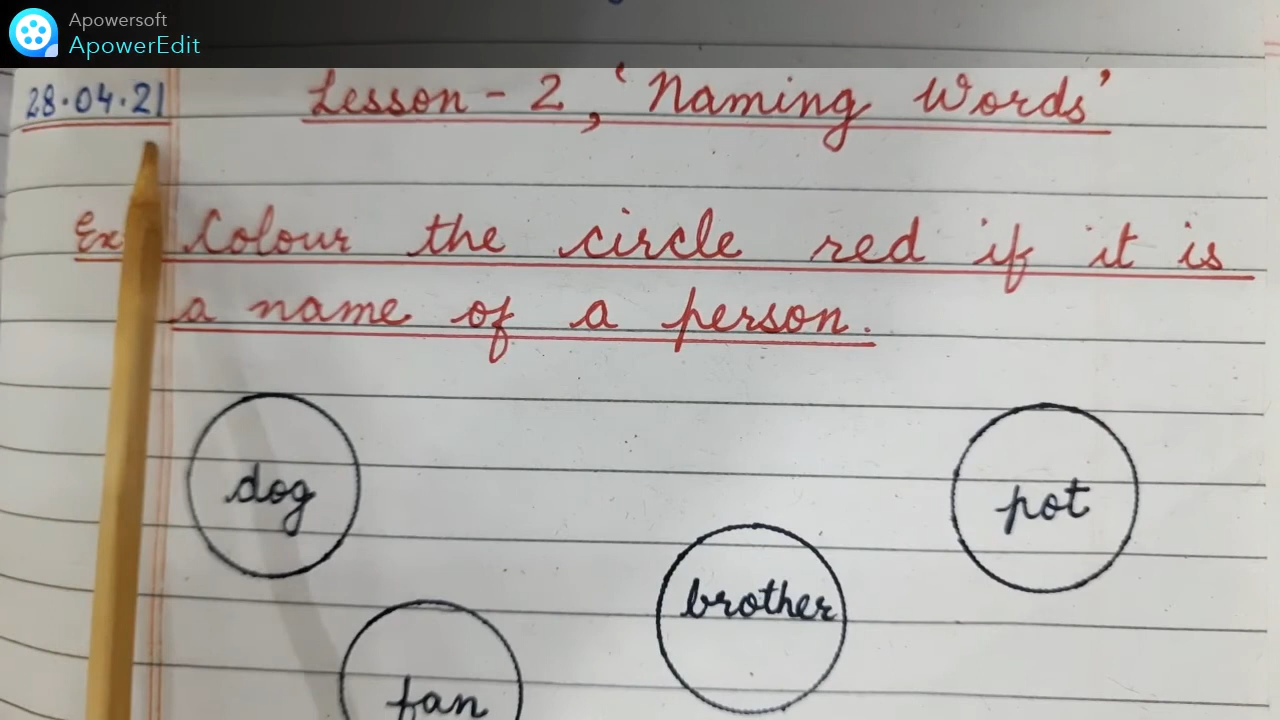 Apowersoft
ApowerEdit
28.04.21
Lesson - 2, 'Naming Words'
Ex Colour the circle red if it is
a name of a person.
dog
pot
brother
fan